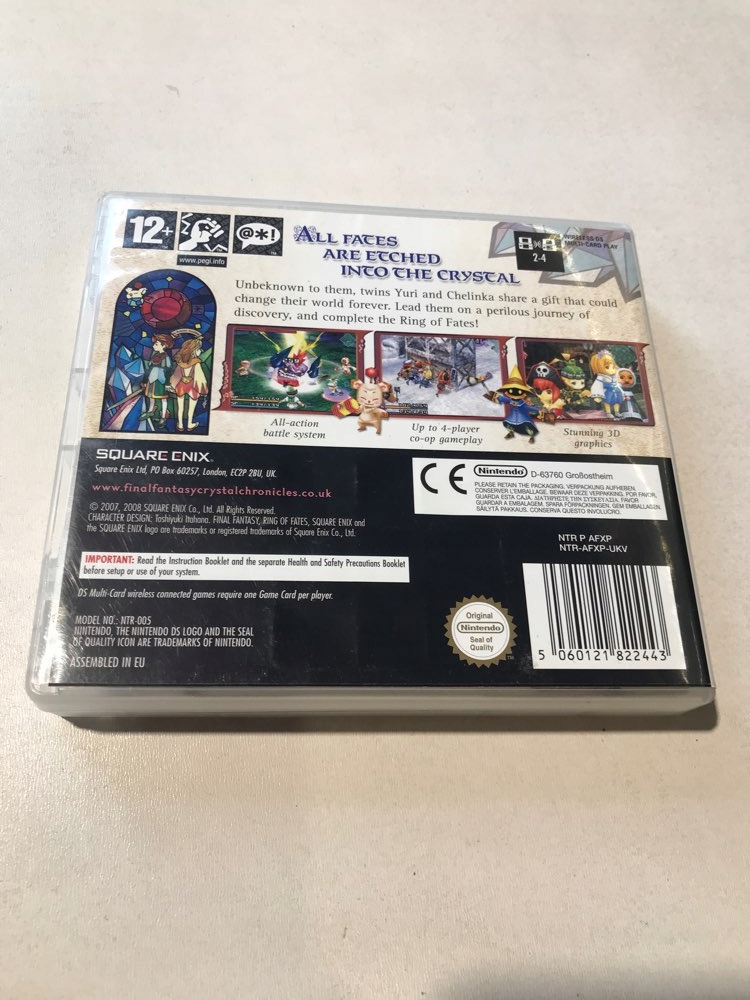 12+
@*!
www.pegi.info
ALL FATES
ARE ETCHED
INTO THE CRYSTAL
WIRELESS DS
MULTI-CARD PLAY
2-4
Unbeknown to them, twins Yuri and Chelinka share a gift that could
change their world forever. Lead them on a perilous journey of
discovery, and complete the Ring of Fates!
All-action
battle system
Up to 4-player
co-op gameplay
Stunning 3D
graphics
SQUARE ENIX
Square Enix Ltd, PO Box 60257, London, EC2P 2BU, UK.
www.finalfantasycrystalchronicles.co.uk
© 2007, 2008 SQUARE ENIX Co., Ltd. All Rights Reserved.
CHARACTER DESIGN: Toshiyuki Itahana. FINAL FANTASY, RING OF FATES, SQUARE ENIX and
the SQUARE ENIX logo are trademarks or registered trademarks of Square Enix Co., Ltd.
IMPORTANT: Read the Instruction Booklet and the separate Health and Safety Precautions Booklet
before setup or use of your system.
DS Multi-Card wireless connected games require one Game Card per player.
MODEL NO.: NTR-005
NINTENDO, THE NINTENDO DS LOGO AND THE SEAL
OF QUALITY ICON ARE TRADEMARKS OF NINTENDO.
ASSEMBLED IN EU
CE
Nintendo D-63760 Großostheim
PLEASE RETAIN THE PACKAGING. VERPACKUNG AUFHEBEN.
CONSERVER L'EMBALLAGE. BEWAAR DEZE VERPAKKING. POR FAVOR,
GUARDA ESTA CAJA. ΔΙΑΤΗΡΗΣΤΕ ΤΗΝ ΣΥΣΚΕΥΑΣΙΑ. FAVOR
GUARDAR A EMBALAGEM. SPARA FÖRPACKNINGEN. GEM EMBALLAGEN.
SÄILYTÄ PAKKAUS. CONSERVA QUESTO INVOLUCRO.
NTR P AFXP
NTR-AFXP-UKV
Original
Nintendo
Seal of
Quality
TM
5 060121 822443